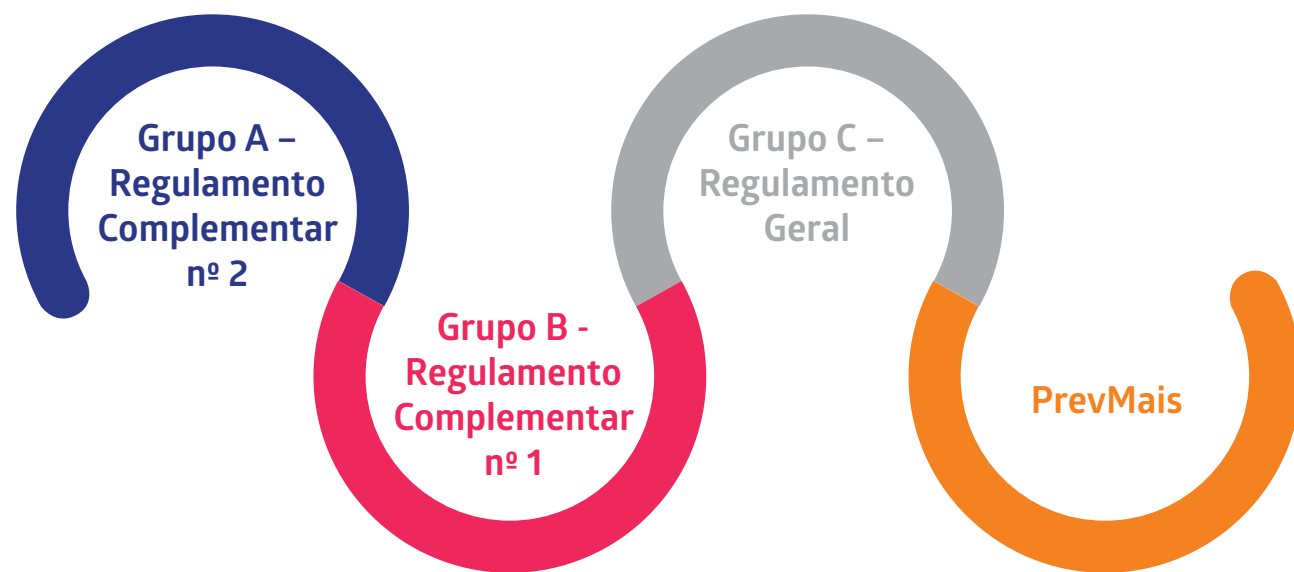 Grupo A –
Regulamento
Complementar
nº 2
Grupo B -
Regulamento
Complementar
nº 1
Grupo C –
Regulamento
Geral
PrevMais